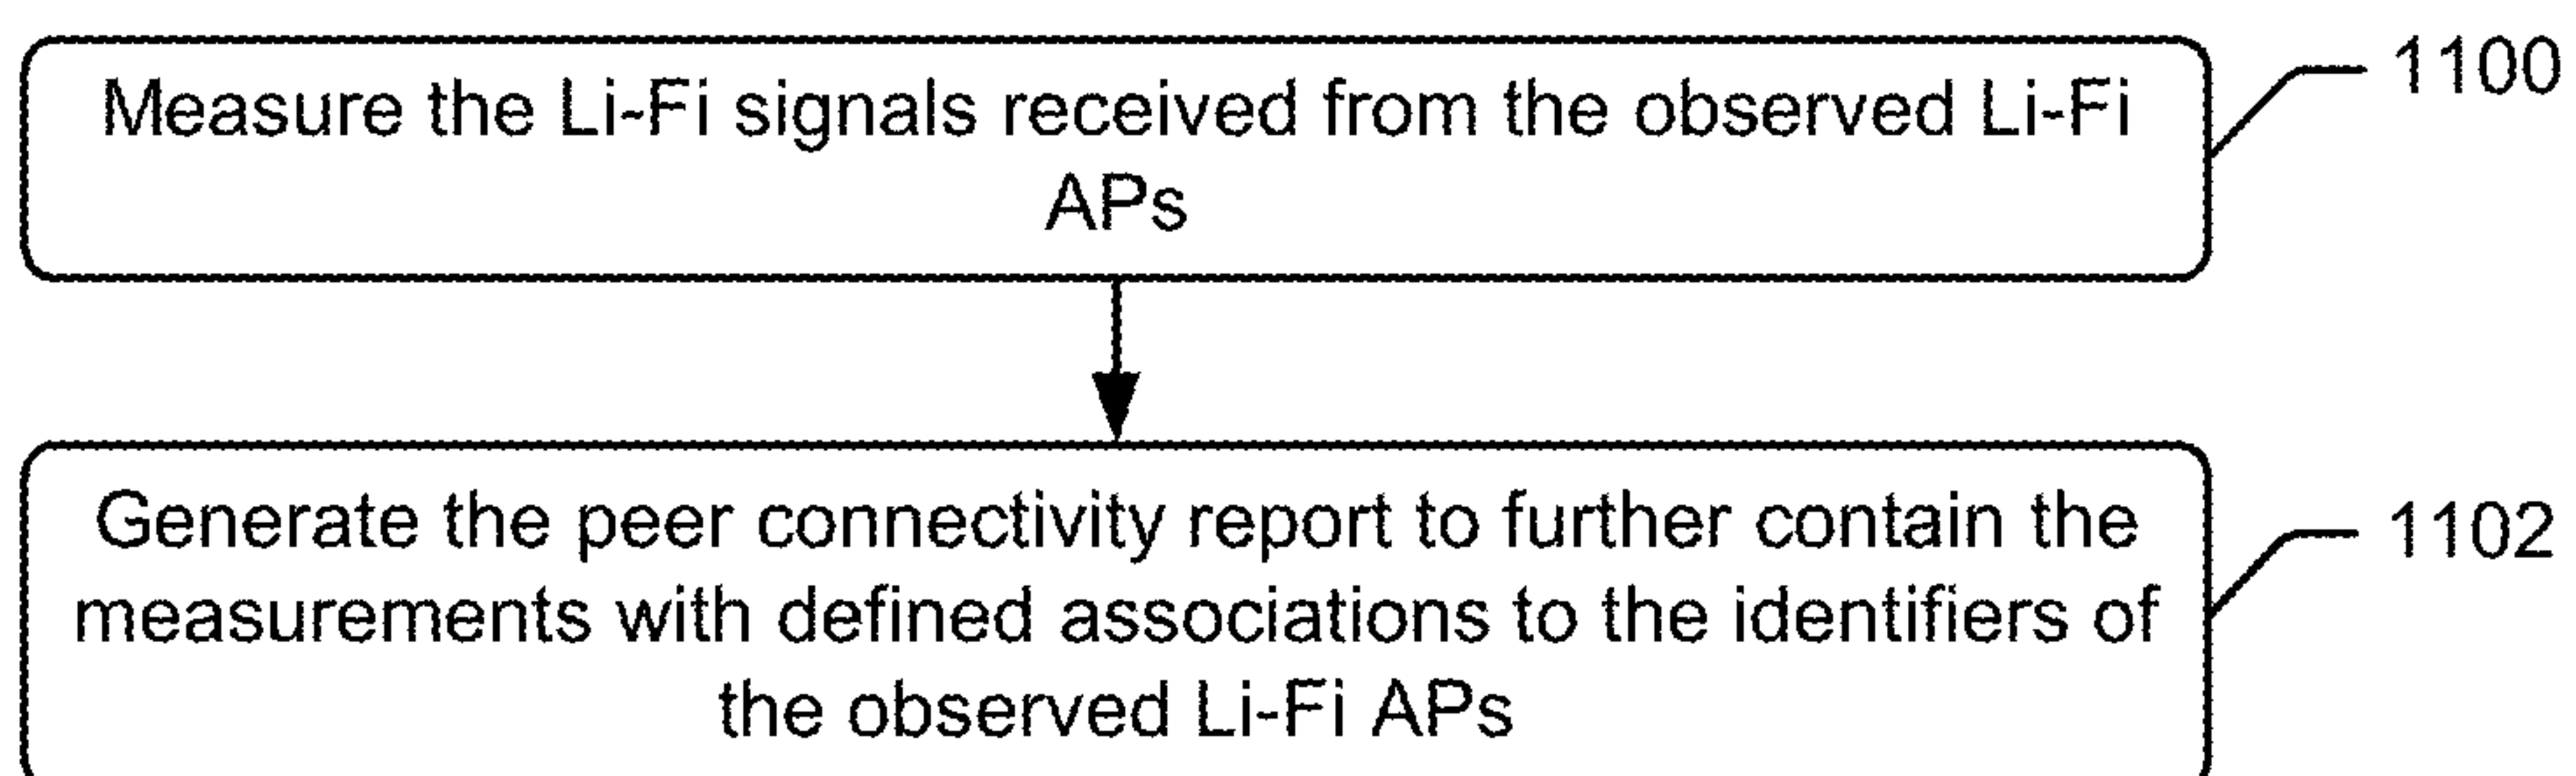 Measure the Li-Fi signals received from the observed Li-Fi
APs
1100
Generate the peer connectivity report to further contain the
measurements with defined associations to the identifiers of
the observed Li-Fi APs
1102